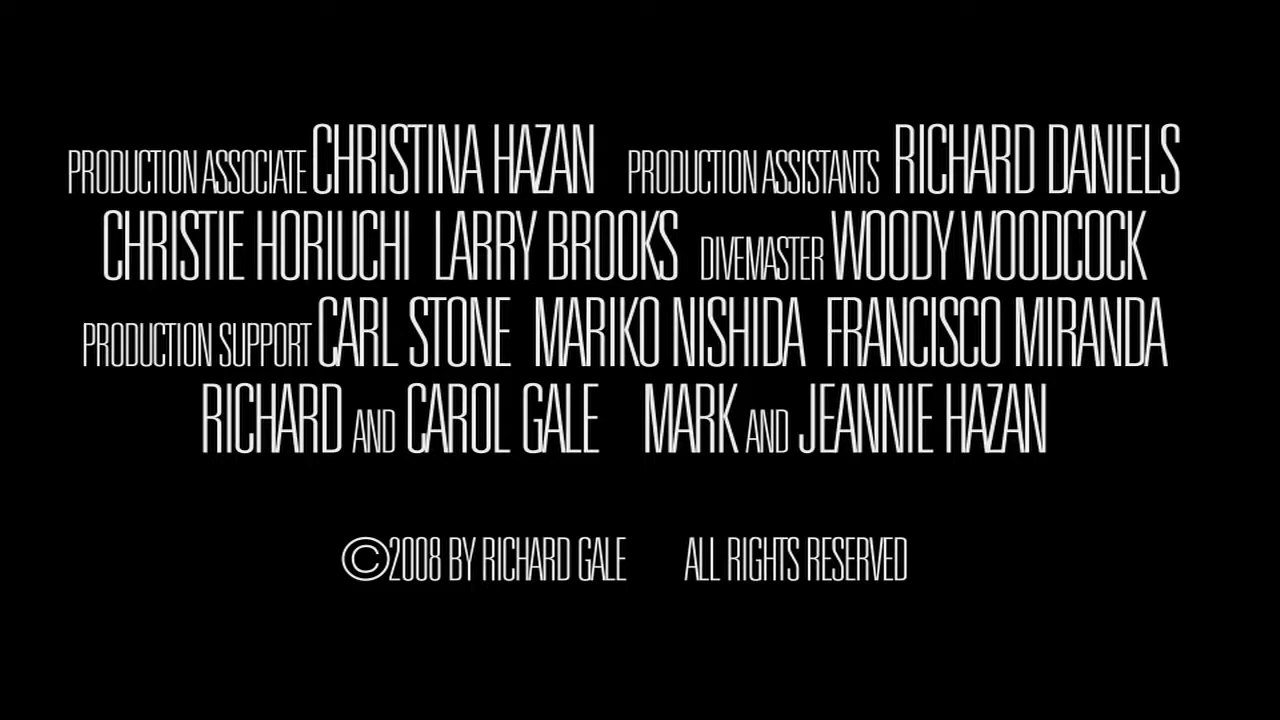 PRODUCTION ASSOCIATE CHRISTINA HAZAN PRODUCTION ASSISTANTS RICHARD DANIELS
CHRISTIE HORIUCHI LARRY BROOKS DIVEMASTER WOODY WOODCOCK
PRODUCTION SUPPORT CARL STONE MARIKO NISHIDA FRANCISCO MIRANDA
RICHARD AND CAROL GALE MARK AND JEANNIE HAZAN
©2008 BY RICHARD GALE ALL RIGHTS RESERVED